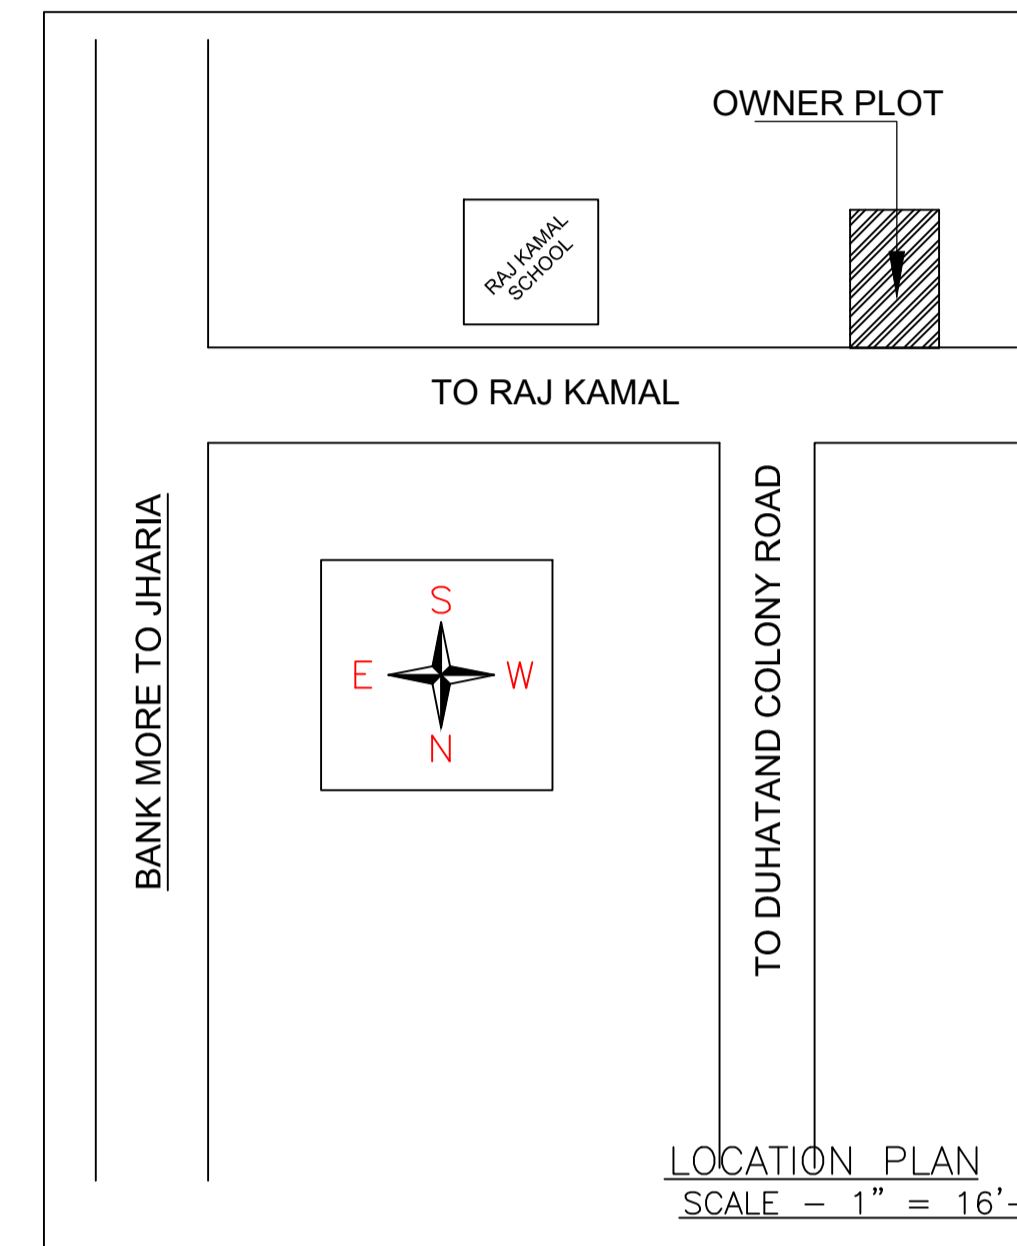 OWNER PLOT
RAJ KAMAL
SCHOOL
TO RAJ KAMAL
BANK MORE TO JHARIA
S
E
W
N
TO DUHATAND COLONY ROAD
LOCATION PLAN
SCALE - 1" = 16'-